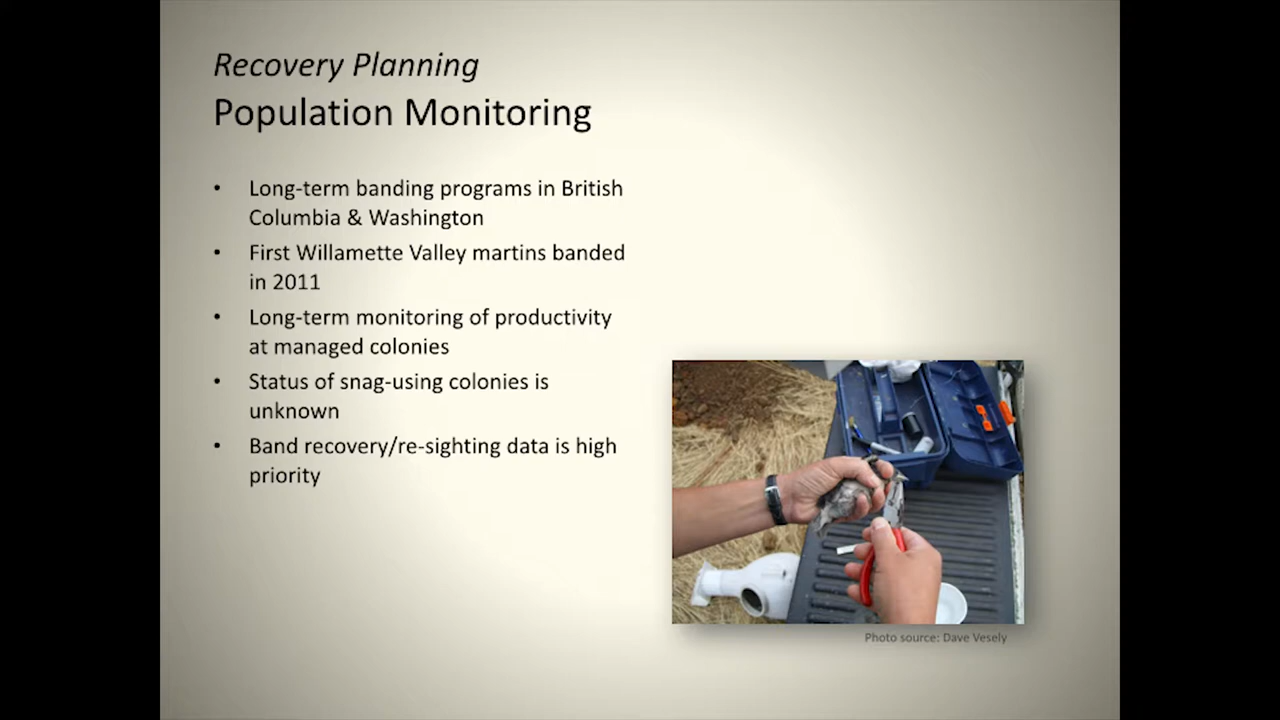 Recovery Planning
Population Monitoring
• Long-term banding programs in British
Columbia & Washington
• First Willamette Valley martins banded
in 2011
• Long-term monitoring of productivity
at managed colonies
• Status of snag-using colonies is
unknown
• Band recovery/re-sighting data is high
priority
Photo source: Dave Vesely